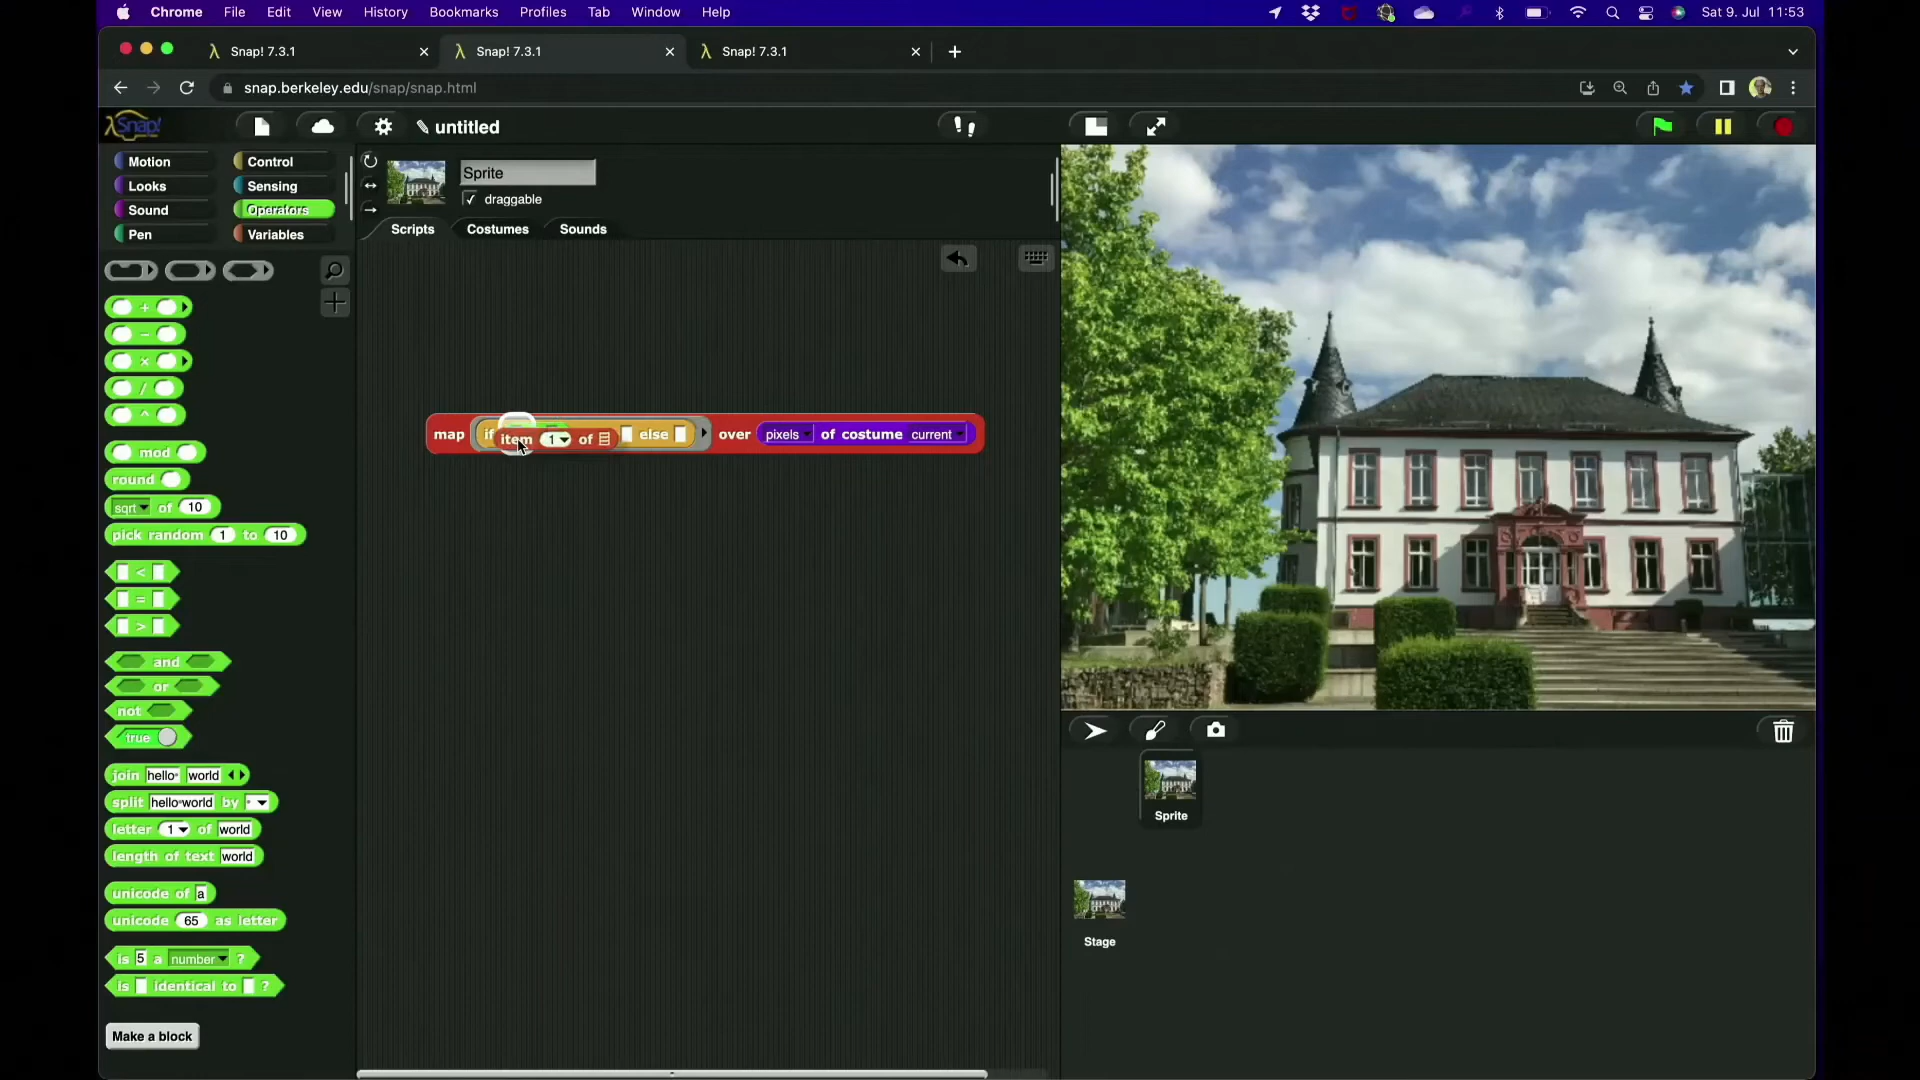 Chrome File Edit View History Bookmarks Profiles Tab Window Help Sat 9. Jul 11:53
Snap! 7.3.1 Snap! 7.3.1 Snap! 7.3.1
snap.berkeley.edu/snap/snap.html
Snap! untitled
Motion Control
Looks Sensing
Sound Operators
Pen Variables
Sprite
draggable
Scripts Costumes Sounds
+
-
×
/
^
mod
round
sqrt of 10
pick random 1 to 10
<
=
>
and
or
not
true
join hello world
split hello world by
letter 1 of world
length of text world
unicode of a
unicode 65 as letter
is 5 a number ?
is identical to ?
Make a block
map if item 1 of else over pixels of costume current
Sprite
Stage